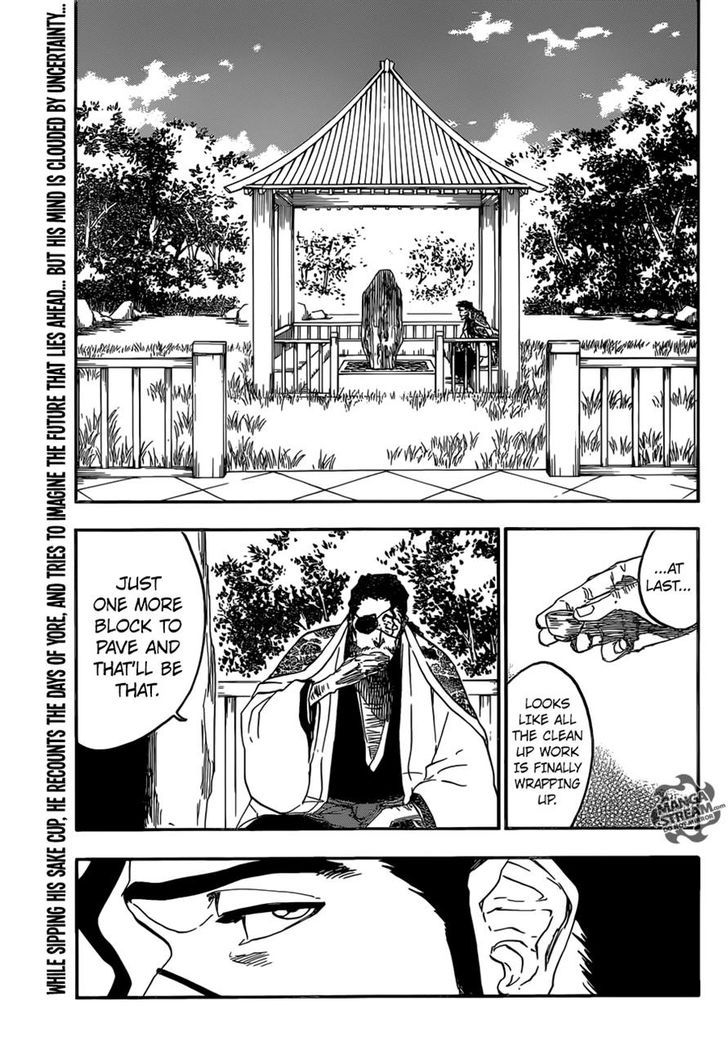 WHILE SIPPING HIS SAKE CUP, HE RECOUNTS THE DAYS OF YORE, AND TRIES TO IMAGINE THE FUTURE THAT LIES AHEAD... BUT HIS MIND IS CLOUDED BY UNCERTAINTY...
...AT
LAST...
LOOKS
LIKE ALL
THE CLEAN
UP WORK
IS FINALLY
WRAPPING
UP.
JUST
ONE MORE
BLOCK TO
PAVE AND
THAT'LL BE
THAT.
MANGA
STREAM.COM